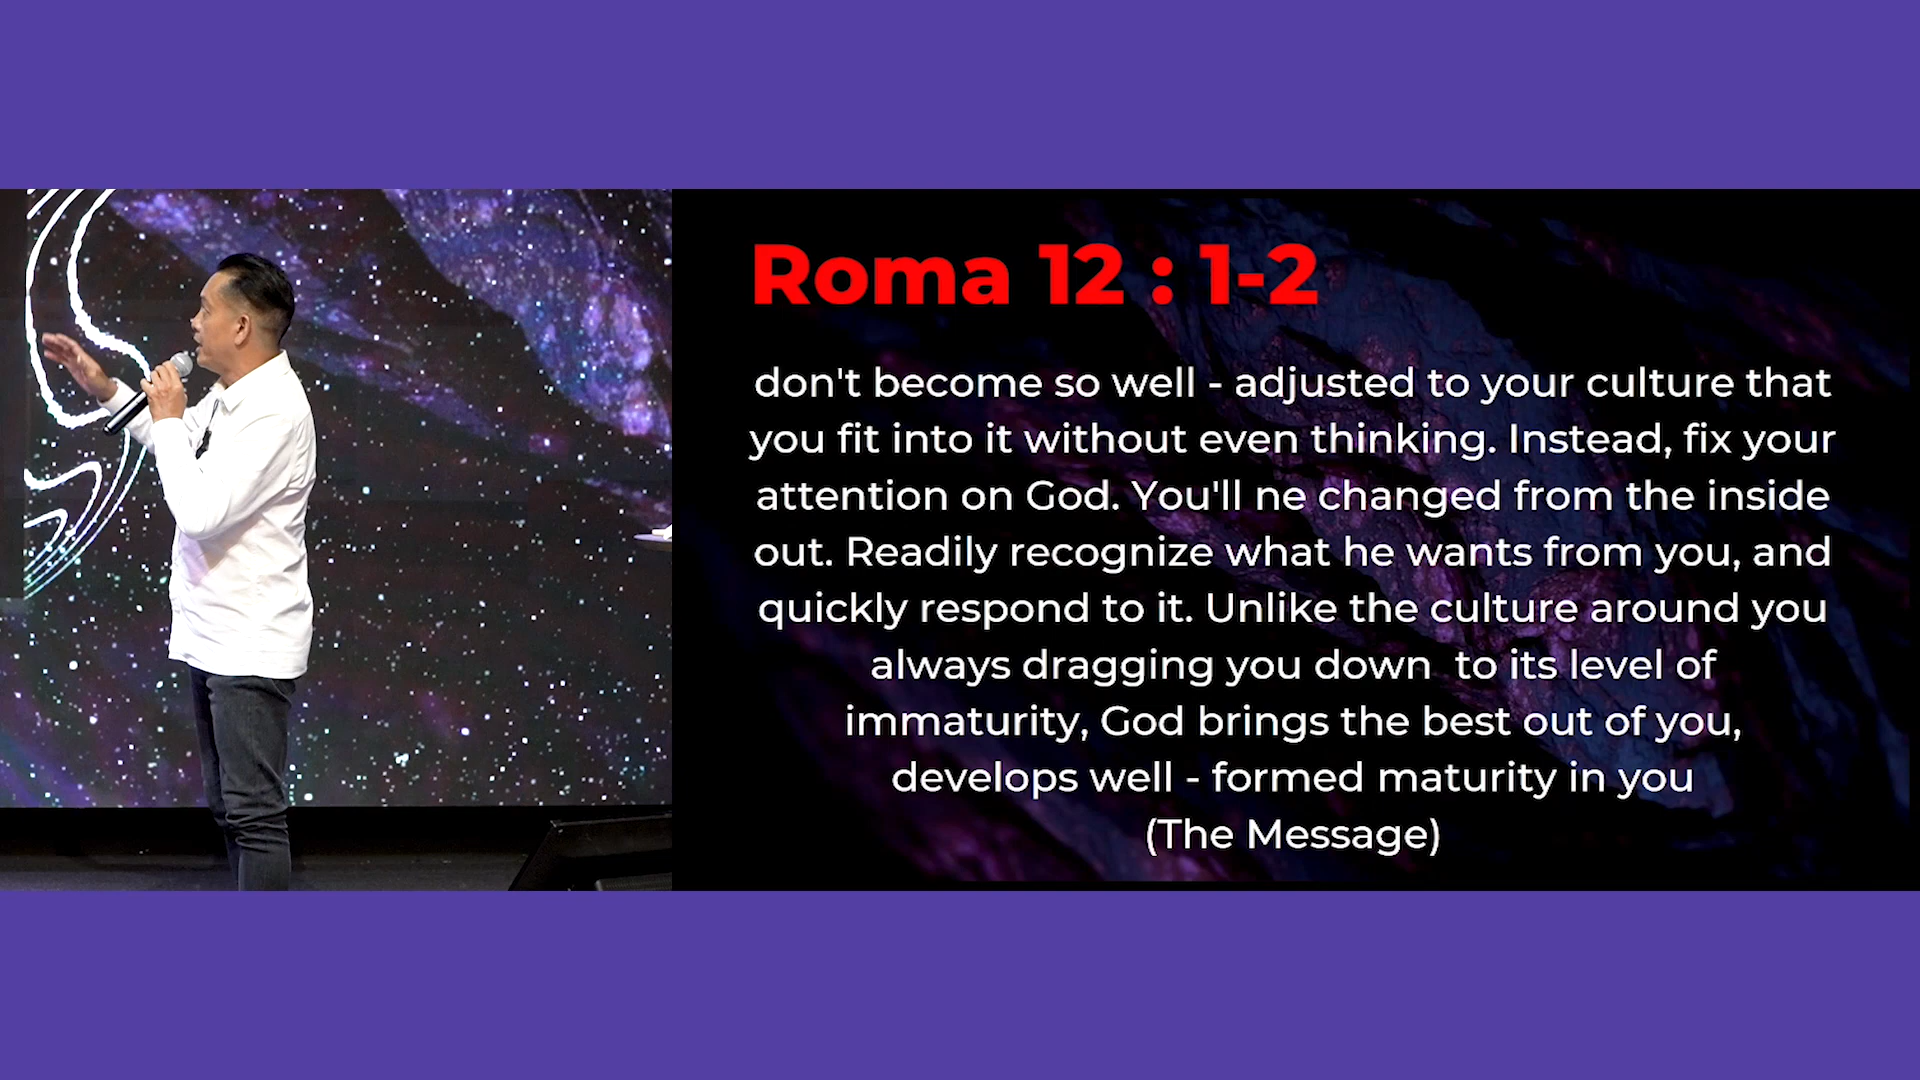 Roma 12 : 1-2
don't become so well - adjusted to your culture that
you fit into it without even thinking. Instead, fix your
attention on God. You'll ne changed from the inside
out. Readily recognize what he wants from you, and
quickly respond to it. Unlike the culture around you
always dragging you down  to its level of
immaturity, God brings the best out of you,
develops well - formed maturity in you
(The Message)